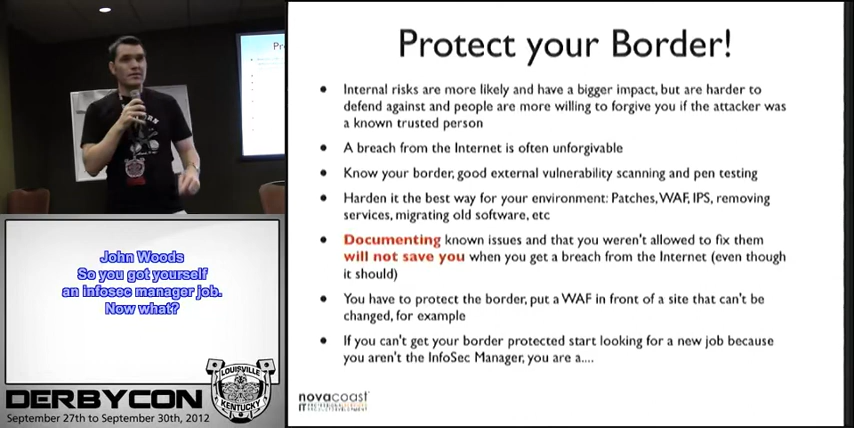 Protect your Border!
Internal risks are more likely and have a bigger impact, but are harder to
defend against and people are more willing to forgive you if the attacker was
a known trusted person
A breach from the Internet is often unforgivable
Know your border, good external vulnerability scanning and pen testing
Harden it the best way for your environment: Patches, WAF, IPS, removing
services, migrating old software, etc
Documenting known issues and that you weren't allowed to fix them
will not save you when you get a breach from the Internet (even though
it should)
You have to protect the border, put a WAF in front of a site that can't be
changed, for example
If you can't get your border protected start looking for a new job because
you aren't the InfoSec Manager, you are a....
novacoast
IT
John Woods
So you got yourself
an infosec manager job.
Now what?
LOUISVILLE
KENTUCKY
DERBYCON
September 27th to September 30th, 2012